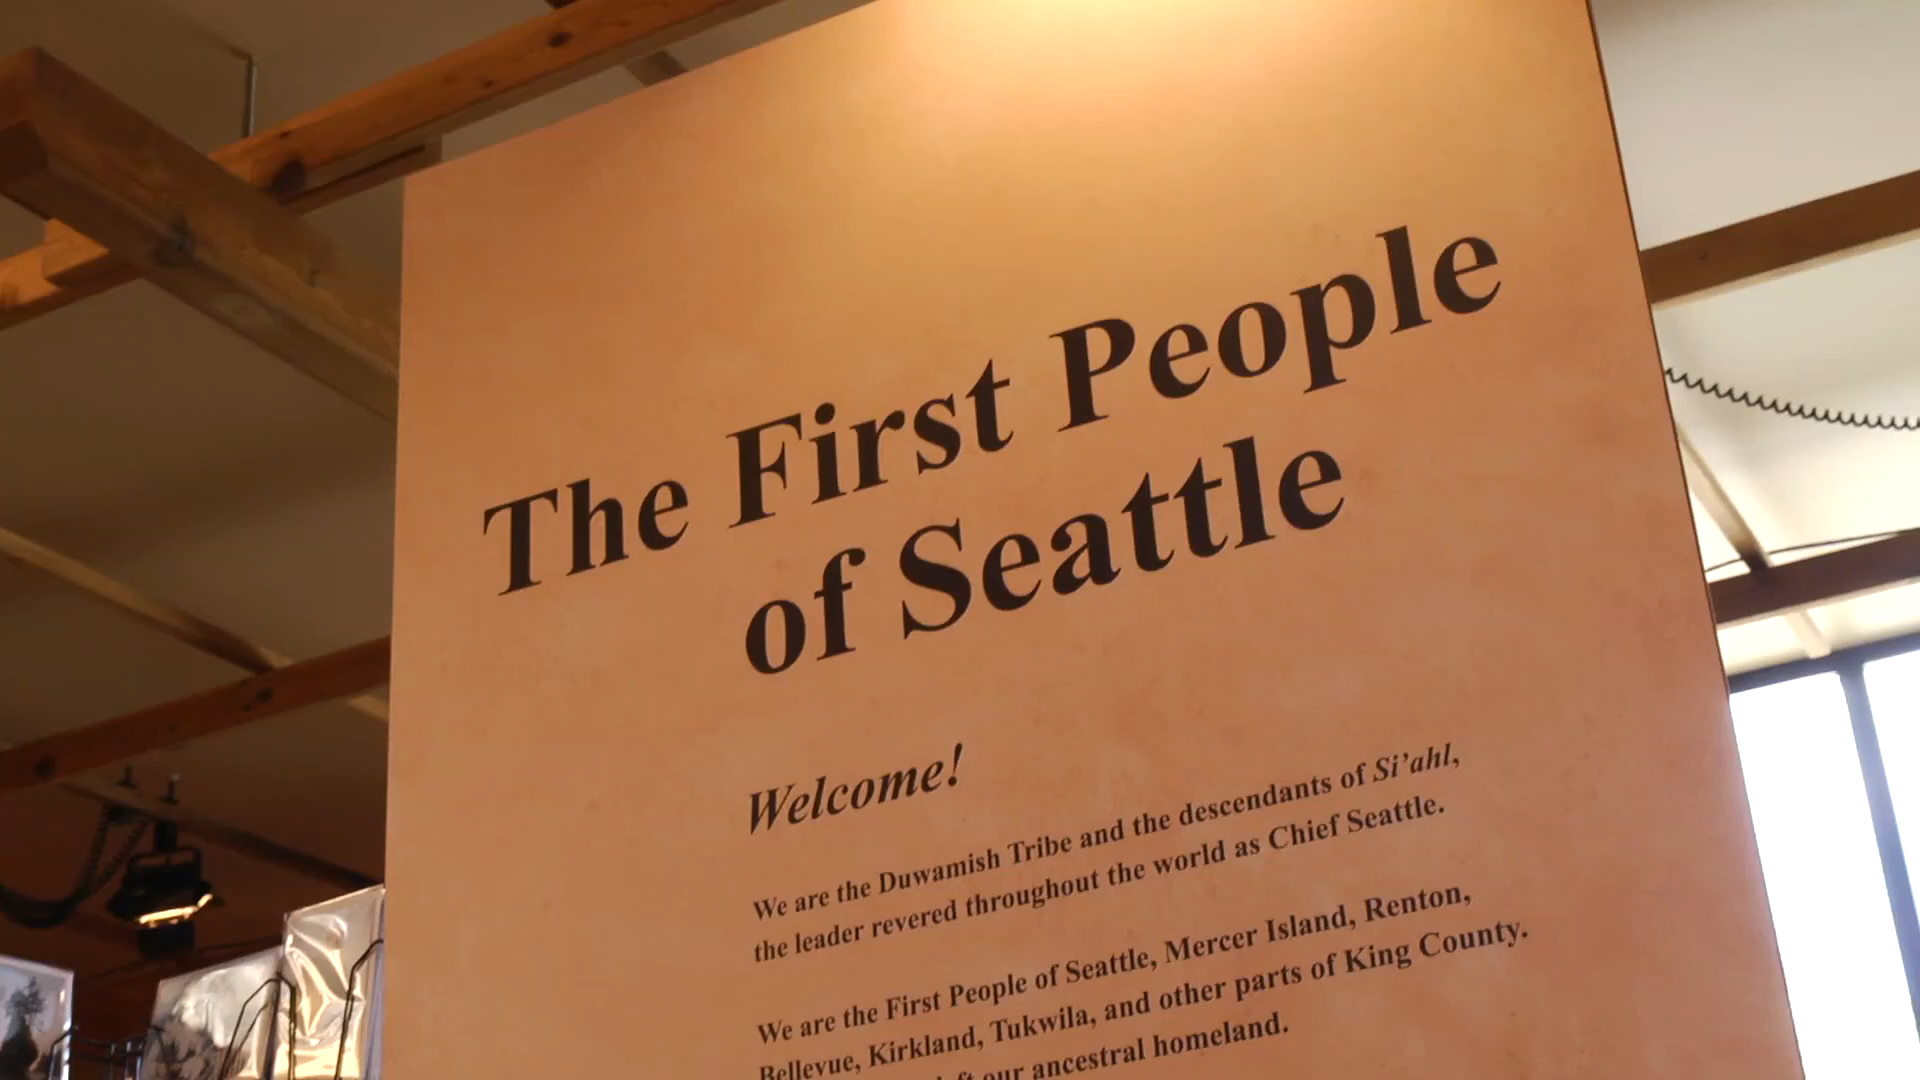 The First People
of Seattle
Welcome!
We are the Duwamish Tribe and the descendants of Si’ahl,
the leader revered throughout the world as Chief Seattle.
We are the First People of Seattle, Mercer Island, Renton,
Bellevue, Kirkland, Tukwila, and other parts of King County.
our ancestral homeland.